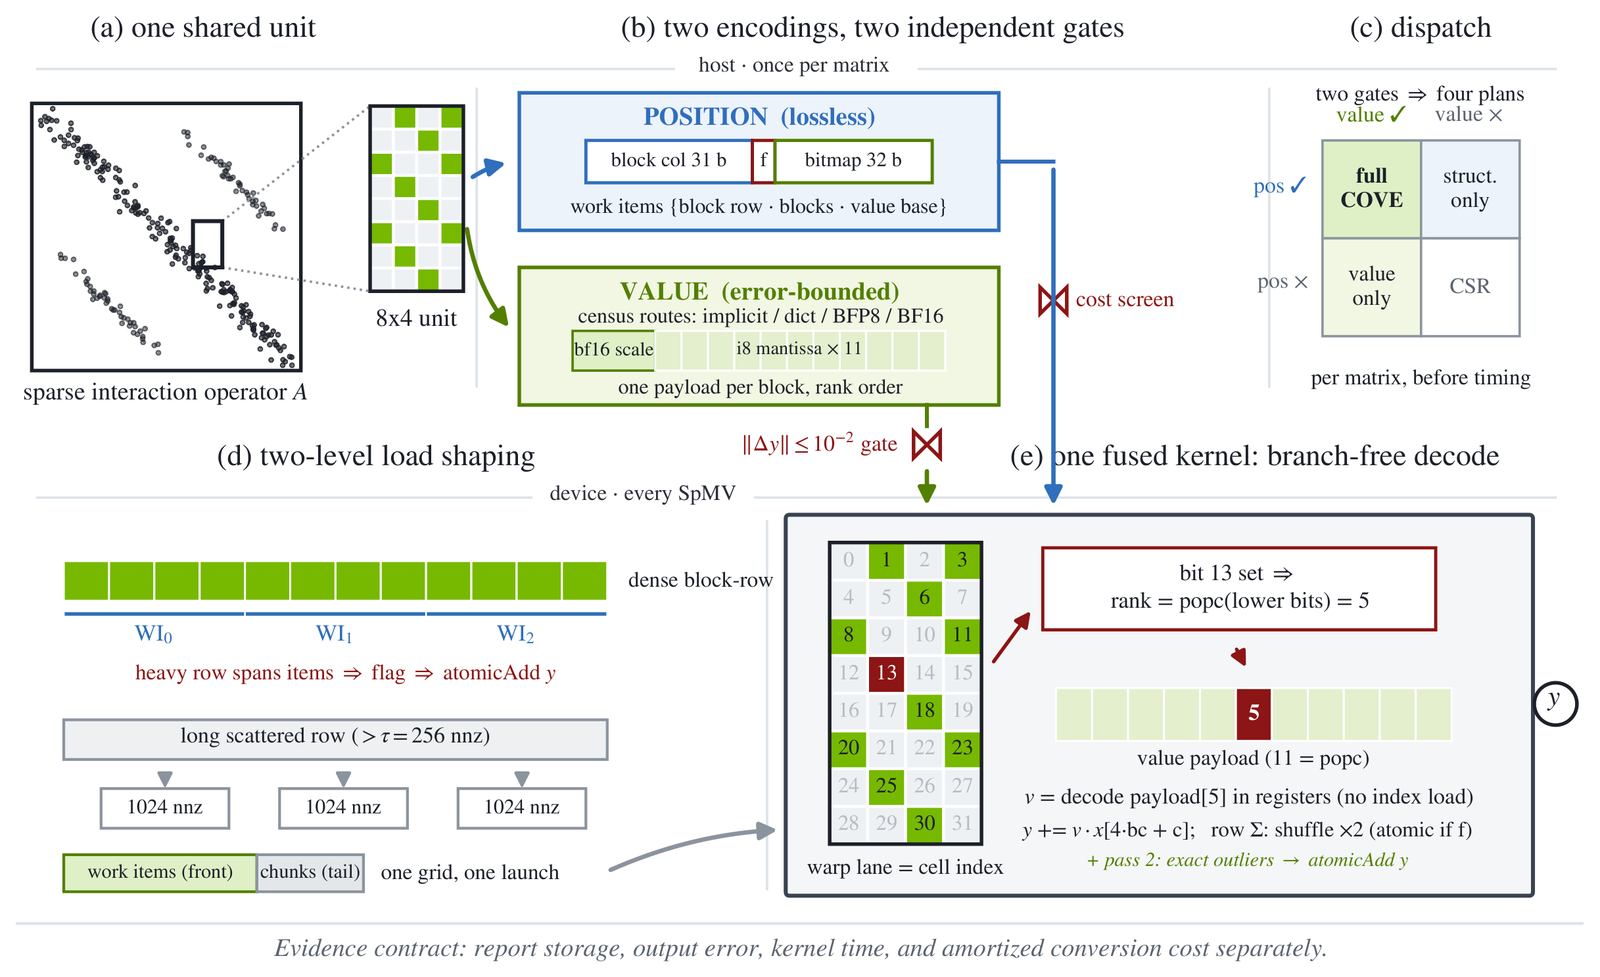 (a) one shared unit
(b) two encodings, two independent gates
(c) dispatch
host · once per matrix
8x4 unit
sparse interaction operator A
POSITION (lossless)
block col 31 b
f
bitmap 32 b
work items {block row · blocks · value base}
VALUE (error-bounded)
census routes: implicit / dict / BFP8 / BF16
bf16 scale
i8 mantissa × 11
one payload per block, rank order
cost screen
‖Δy‖ ≤ 10⁻² gate
two gates ⇒ four plans
value ✓
value ×
pos ✓
full
COVE
struct.
only
pos ×
value
only
CSR
per matrix, before timing
(d) two-level load shaping
(e) one fused kernel: branch-free decode
device · every SpMV
dense block-row
WI₀
WI₁
WI₂
heavy row spans items ⇒ flag ⇒ atomicAdd y
long scattered row (> τ = 256 nnz)
1024 nnz
1024 nnz
1024 nnz
work items (front)
chunks (tail)
one grid, one launch
0 1 2 3
4 5 6 7
8 9 10 11
12 13 14 15
16 17 18 19
20 21 22 23
24 25 26 27
28 29 30 31
warp lane = cell index
bit 13 set ⇒
rank = popc(lower bits) = 5
5
value payload (11 = popc)
v = decode payload[5] in registers (no index load)
y += v·x[4·bc + c]; row Σ: shuffle ×2 (atomic if f)
+ pass 2: exact outliers → atomicAdd y
y
Evidence contract: report storage, output error, kernel time, and amortized conversion cost separately.